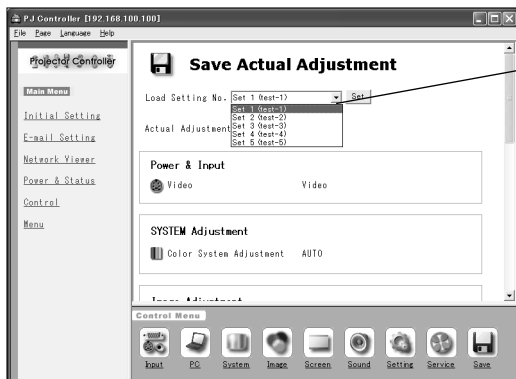 PJ Controller [192.168.100.100]
File Page Language Help
Projector Controller
Main Menu
Initial Setting
E-mail Setting
Network Viewer
Power & Status
Control
Menu
Save Actual Adjustment
Load Setting No. Set 1 (test-1) Set
Set 1 (test-1)
Set 2 (test-2)
Set 3 (test-3)
Set 4 (test-4)
Set 5 (test-5)
Actual Adjustment
Power & Input
Video Video
SYSTEM Adjustment
Color System Adjustment AUTO
Image Adjustment
Control Menu
Input PC System Image Screen Sound Setting Service Save